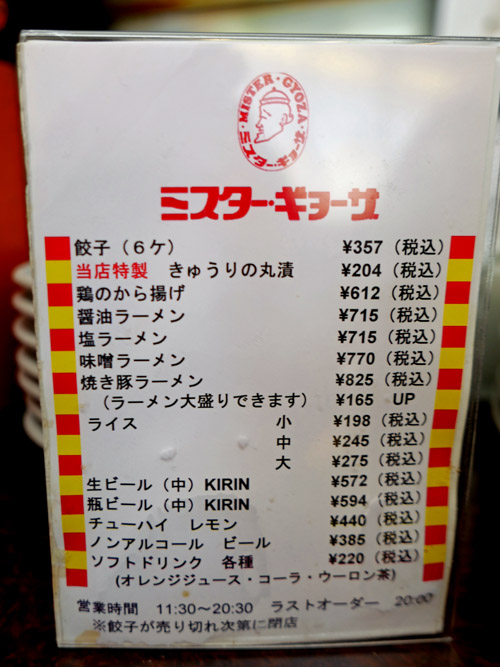 MISTER・GYOZA
ミスター・ギョーザ
ミスター・ギョーザ
餃子（6ケ） ¥357（税込）
当店特製 きゅうりの丸漬 ¥204（税込）
鶏のから揚げ ¥612（税込）
醤油ラーメン ¥715（税込）
塩ラーメン ¥715（税込）
味噌ラーメン ¥770（税込）
焼き豚ラーメン ¥825（税込）
（ラーメン大盛りできます） ¥165 UP
ライス 小 ¥198（税込）
中 ¥245（税込）
大 ¥275（税込）
生ビール（中）KIRIN ¥572（税込）
瓶ビール（中）KIRIN ¥594（税込）
チューハイ レモン ¥440（税込）
ノンアルコール ビール ¥385（税込）
ソフトドリンク 各種 ¥220（税込）
（オレンジジュース・コーラ・ウーロン茶）
営業時間 11:30～20:30 ラストオーダー 20:00
※餃子が売り切れ次第に閉店